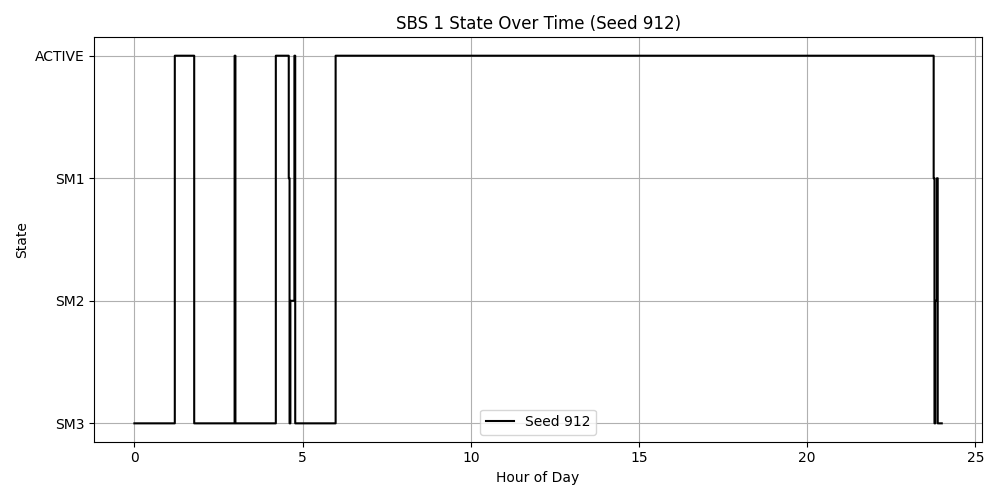 SBS 1 State Over Time (Seed 912)
ACTIVE
SM1
SM2
SM3
State
Seed 912
0
5
10
15
20
25
Hour of Day